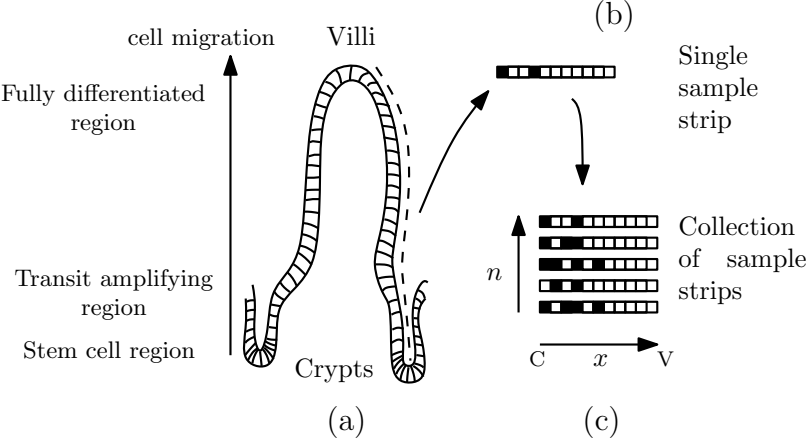 (b)
cell migration
Villi
Fully differentiated
region
Single
sample
strip
Transit amplifying
region
Stem cell region
Crypts
Collection
of sample
strips
n
C x V
(a)
(c)